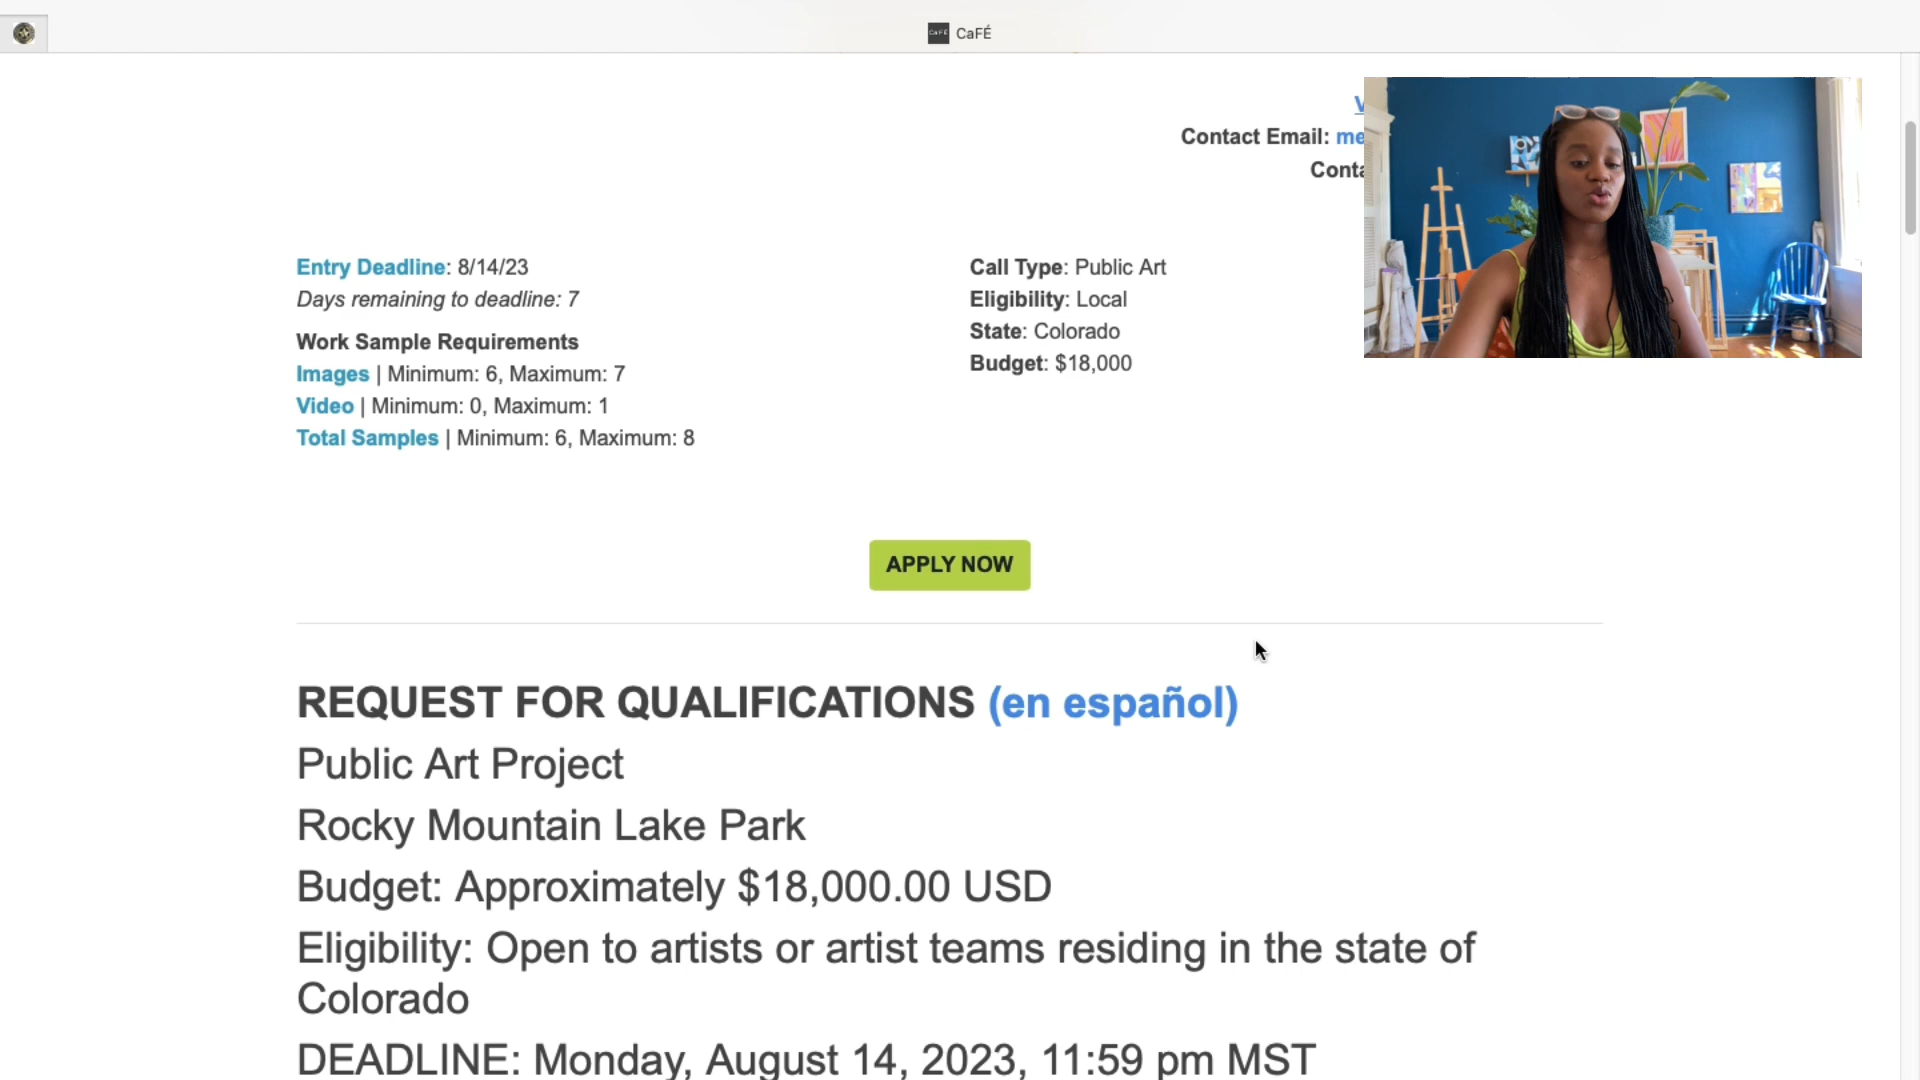 CaFÉ
Contact Email:
Entry Deadline: 8/14/23
Days remaining to deadline: 7
Work Sample Requirements
Images | Minimum: 6, Maximum: 7
Video | Minimum: 0, Maximum: 1
Total Samples | Minimum: 6, Maximum: 8
Call Type: Public Art
Eligibility: Local
State: Colorado
Budget: $18,000
APPLY NOW
REQUEST FOR QUALIFICATIONS (en español)
Public Art Project
Rocky Mountain Lake Park
Budget: Approximately $18,000.00 USD
Eligibility: Open to artists or artist teams residing in the state of
Colorado
DEADLINE: Monday, August 14, 2023, 11:59 pm MST